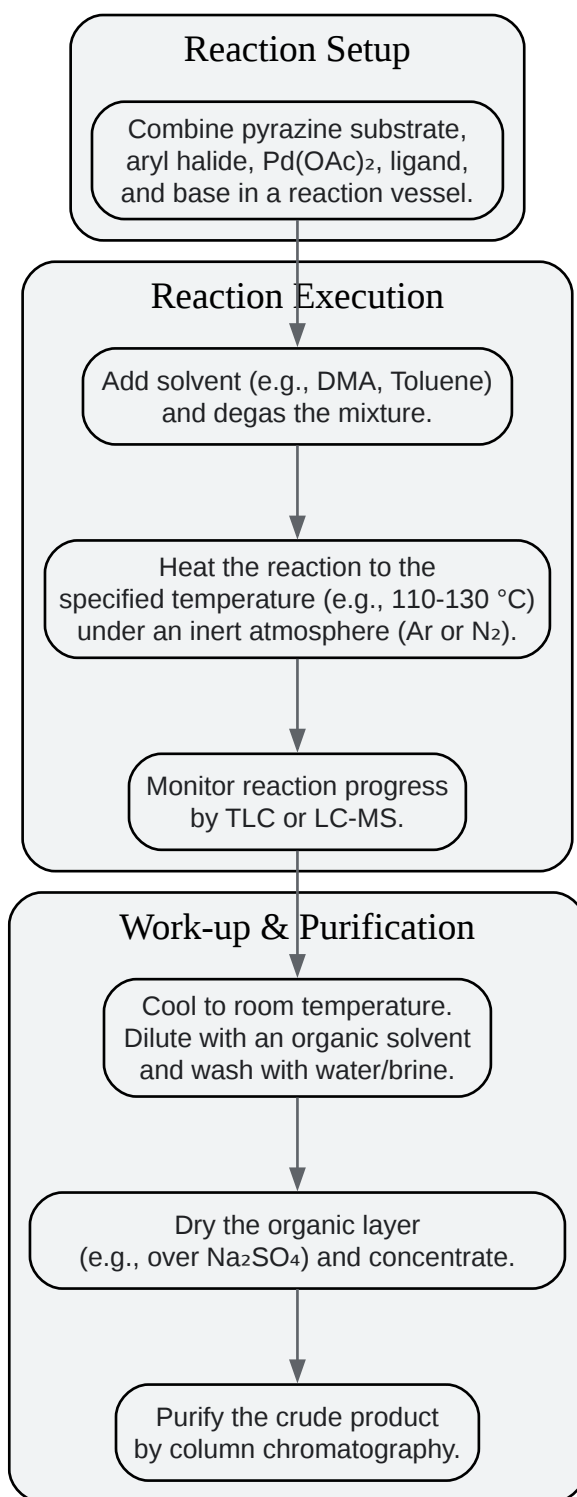 Reaction Setup
Combine pyrazine substrate,
aryl halide, Pd(OAc)₂, ligand,
and base in a reaction vessel.
Reaction Execution
Add solvent (e.g., DMA, Toluene)
and degas the mixture.
Heat the reaction to the
specified temperature (e.g., 110-130 °C)
under an inert atmosphere (Ar or N₂).
Monitor reaction progress
by TLC or LC-MS.
Work-up & Purification
Cool to room temperature.
Dilute with an organic solvent
and wash with water/brine.
Dry the organic layer
(e.g., over Na₂SO₄) and concentrate.
Purify the crude product
by column chromatography.